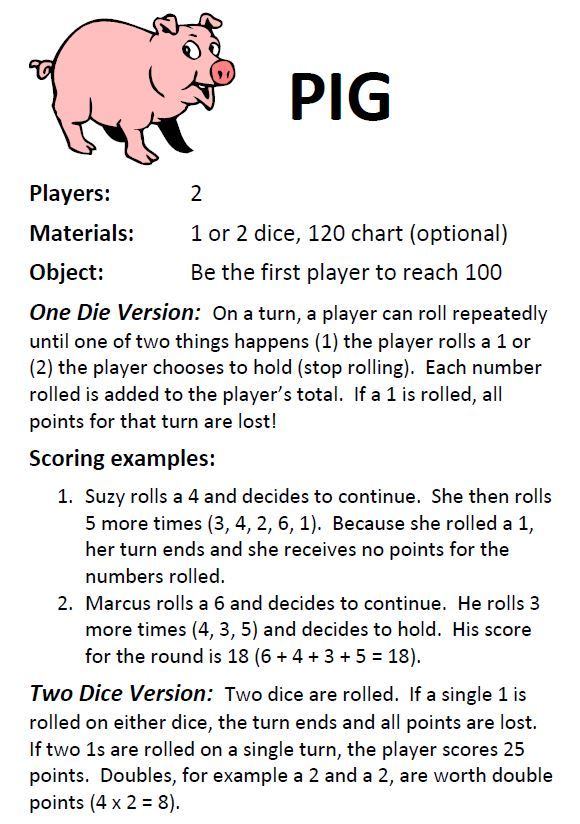 PIG
Players: 2
Materials: 1 or 2 dice, 120 chart (optional)
Object: Be the first player to reach 100
One Die Version: On a turn, a player can roll repeatedly
until one of two things happens (1) the player rolls a 1 or
(2) the player chooses to hold (stop rolling). Each number
rolled is added to the player’s total. If a 1 is rolled, all
points for that turn are lost!
Scoring examples:
1. Suzy rolls a 4 and decides to continue. She then rolls
5 more times (3, 4, 2, 6, 1). Because she rolled a 1,
her turn ends and she receives no points for the
numbers rolled.
2. Marcus rolls a 6 and decides to continue. He rolls 3
more times (4, 3, 5) and decides to hold. His score
for the round is 18 (6 + 4 + 3 + 5 = 18).
Two Dice Version: Two dice are rolled. If a single 1 is
rolled on either dice, the turn ends and all points are lost.
If two 1s are rolled on a single turn, the player scores 25
points. Doubles, for example a 2 and a 2, are worth double
points (4 x 2 = 8).